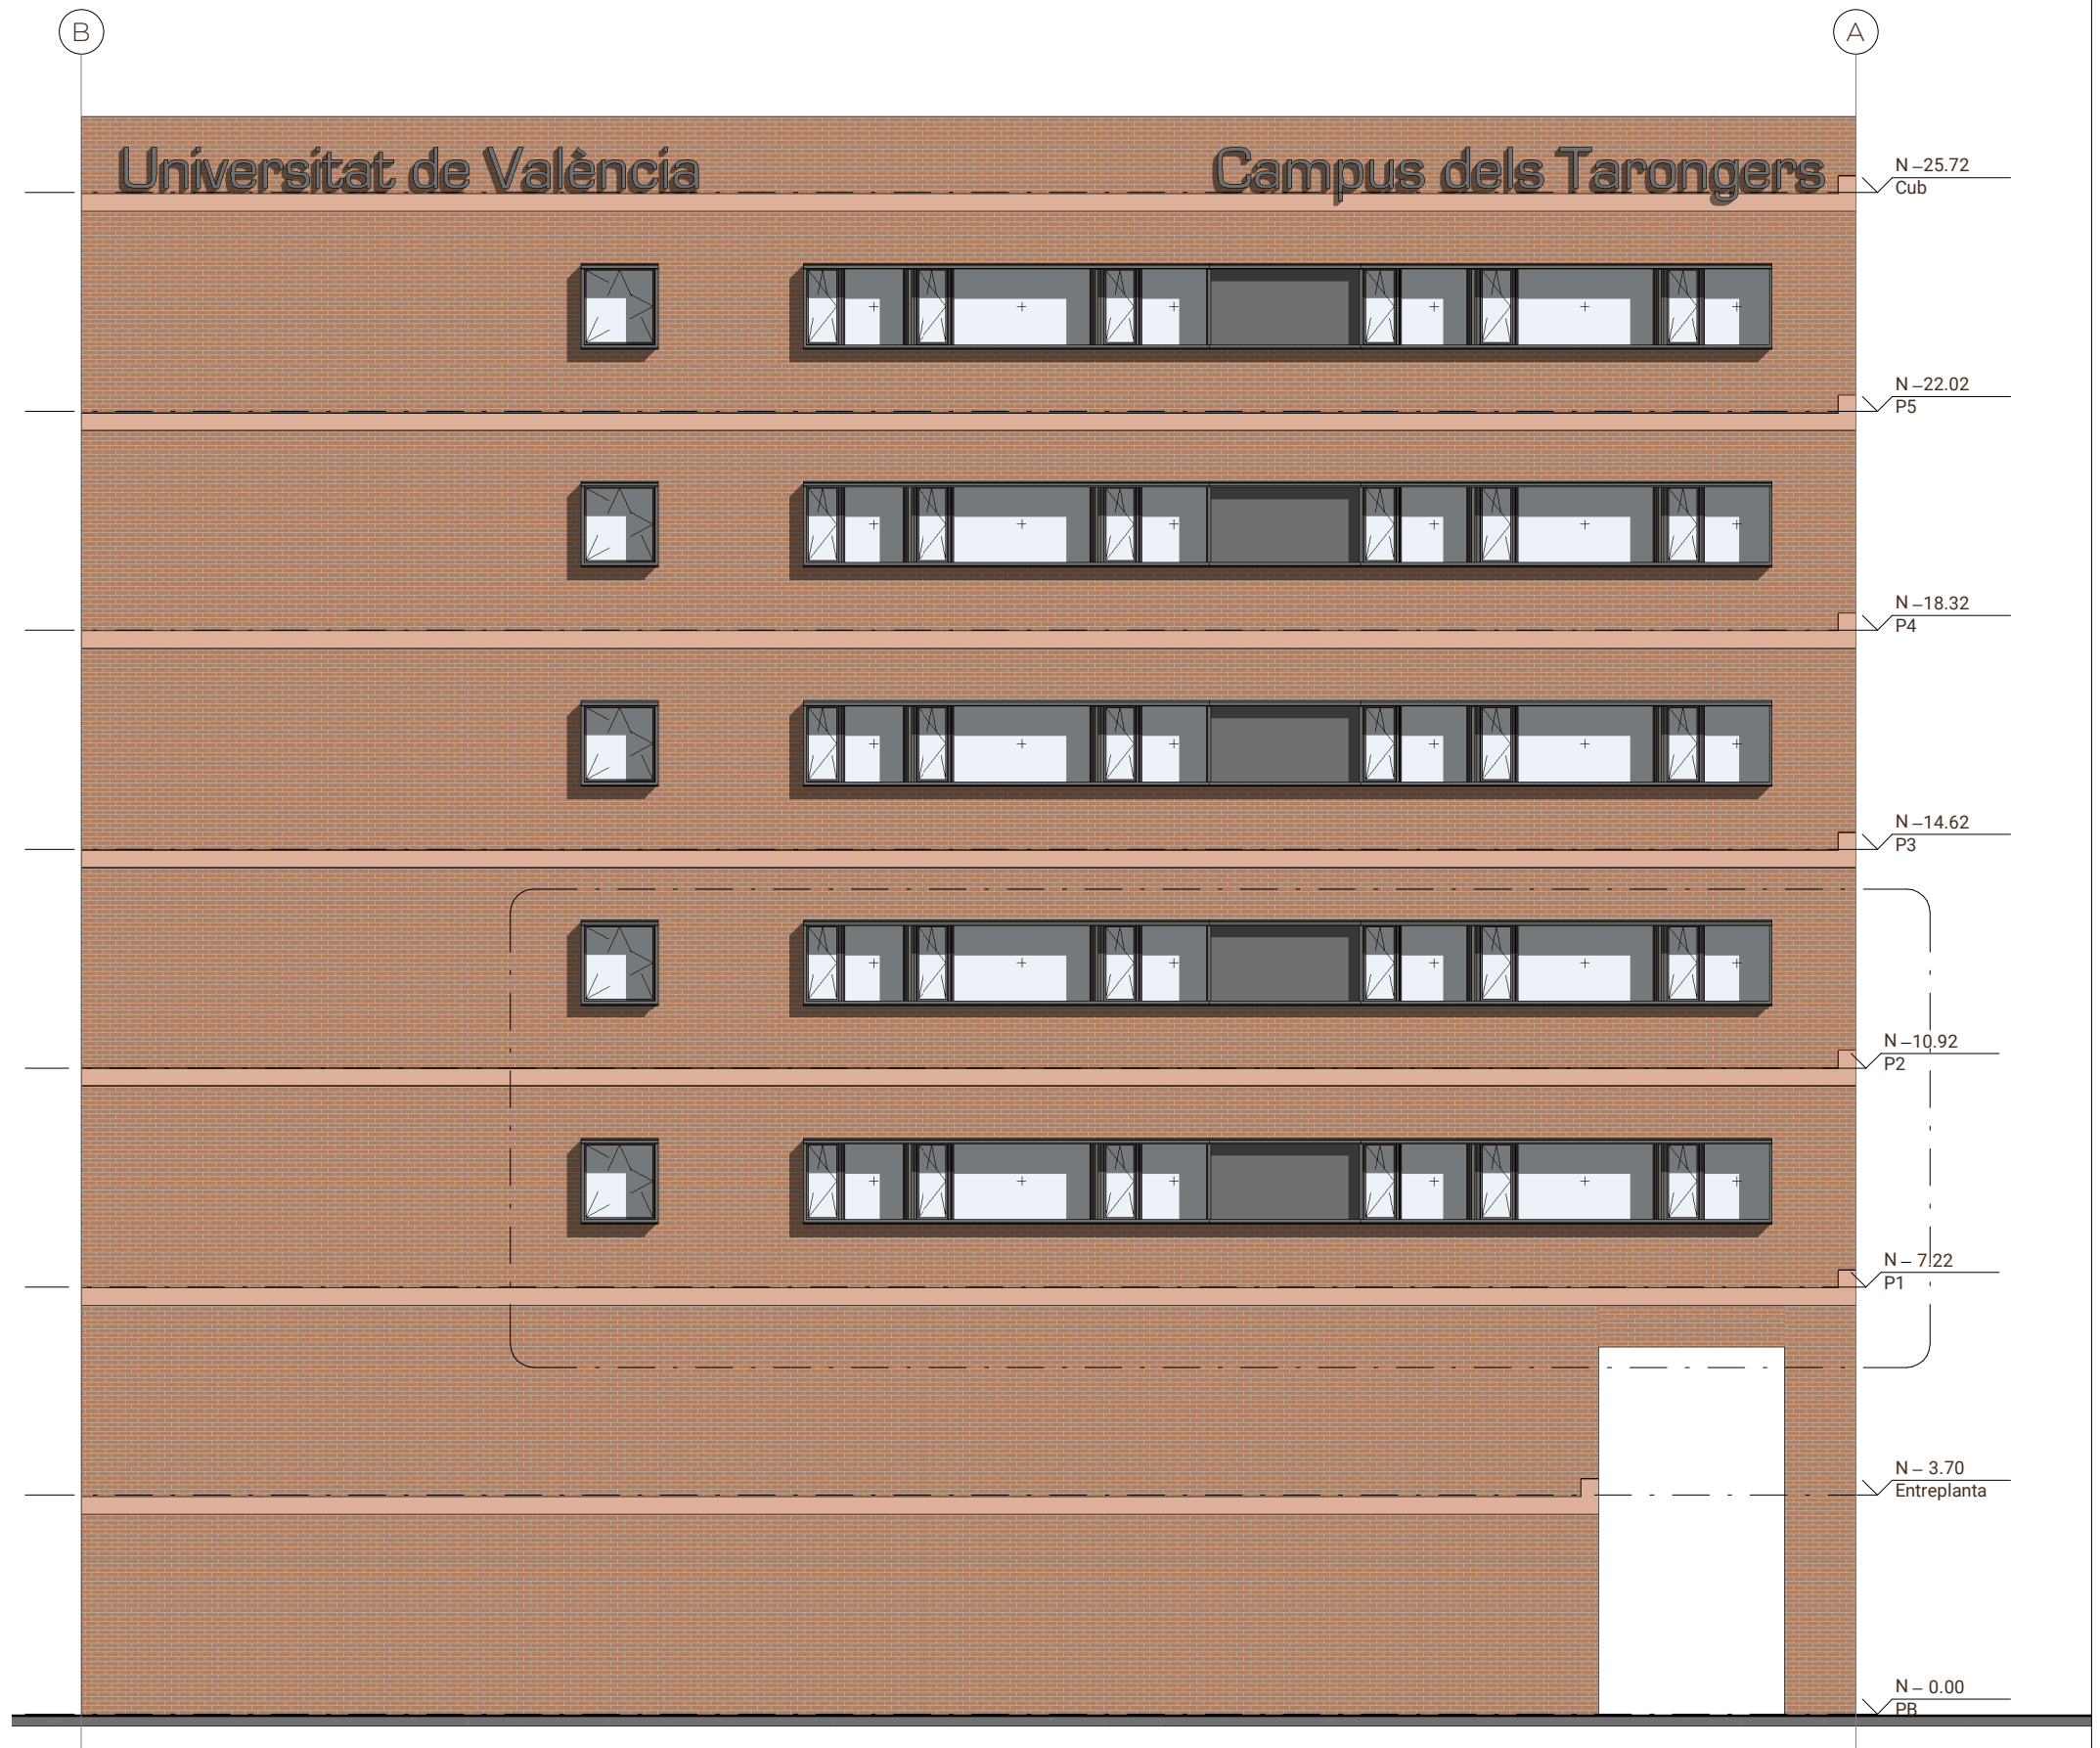 B
A
Universitat de València
Campus dels Tarongers
N –25.72
Cub
N –22.02
P5
N –18.32
P4
N –14.62
P3
N –10.92
P2
N – 7.22
P1
N – 3.70
Entreplanta
N – 0.00
PB